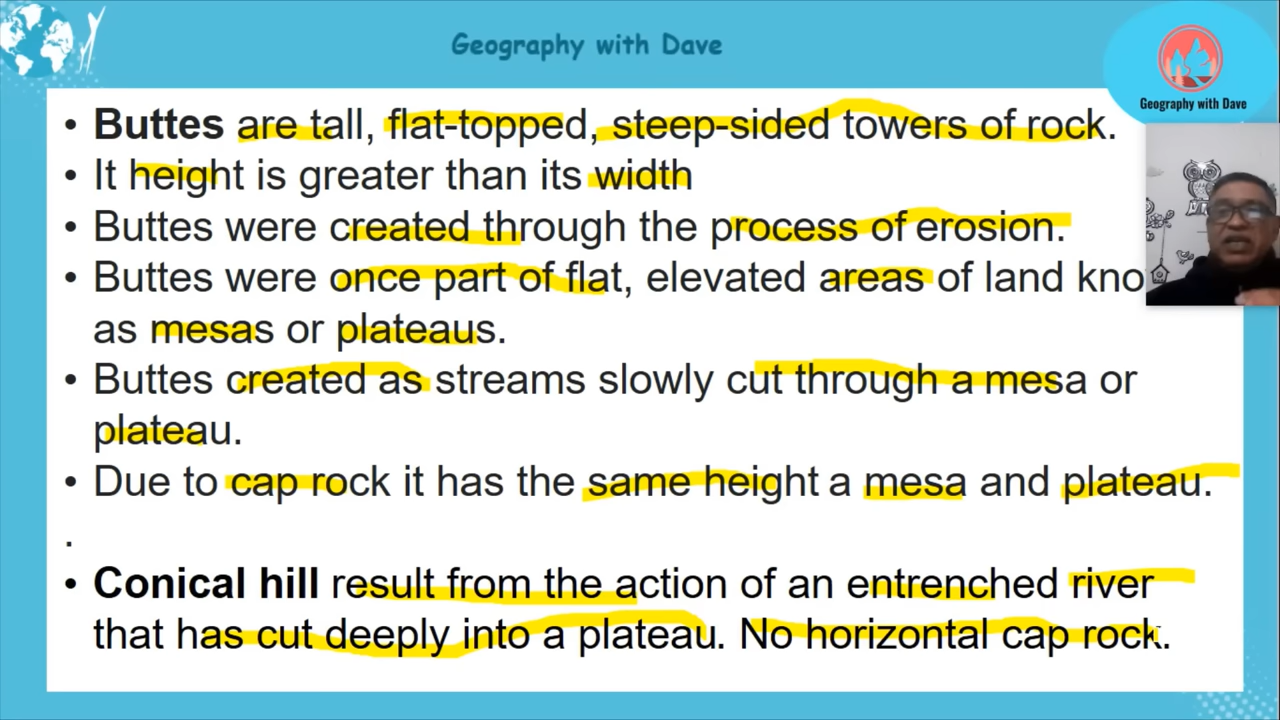 Geography with Dave
Geography with Dave
• Buttes are tall, flat-topped, steep-sided towers of rock.
• It height is greater than its width
• Buttes were created through the process of erosion.
• Buttes were once part of flat, elevated areas of land kno
as mesas or plateaus.
• Buttes created as streams slowly cut through a mesa or
plateau.
• Due to cap rock it has the same height a mesa and plateau.
.
• Conical hill result from the action of an entrenched river
that has cut deeply into a plateau. No horizontal cap rock.